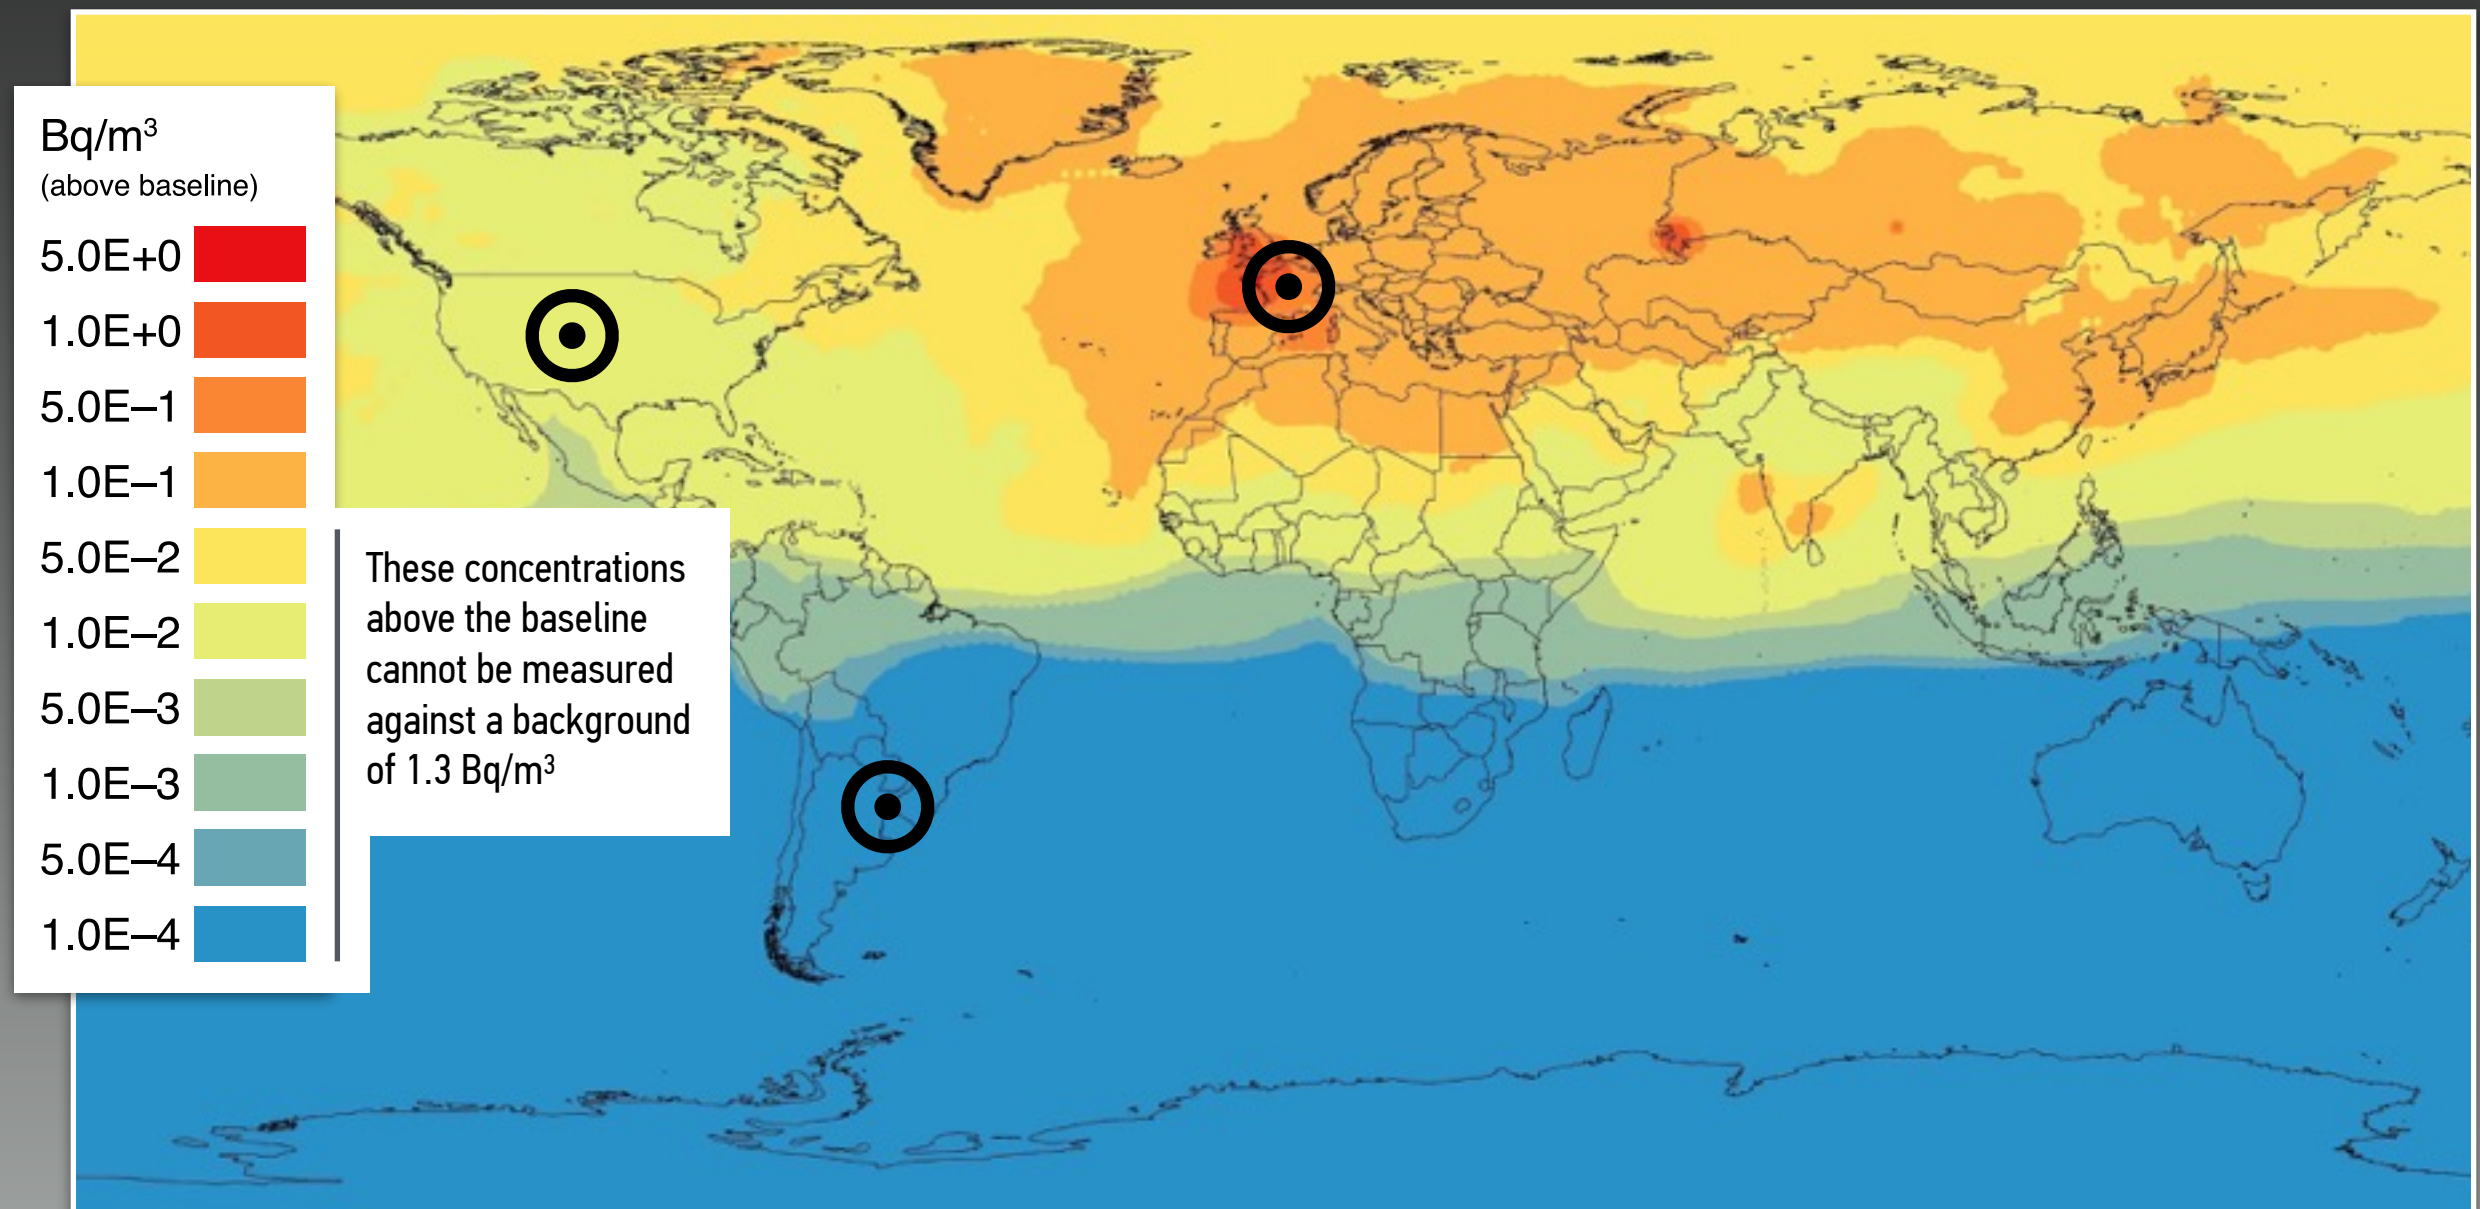 Bq/m³
(above baseline)
5.0E+0
1.0E+0
5.0E–1
1.0E–1
5.0E–2
1.0E–2
5.0E–3
1.0E–3
5.0E–4
1.0E–4
These concentrations
above the baseline
cannot be measured
against a background
of 1.3 Bq/m³